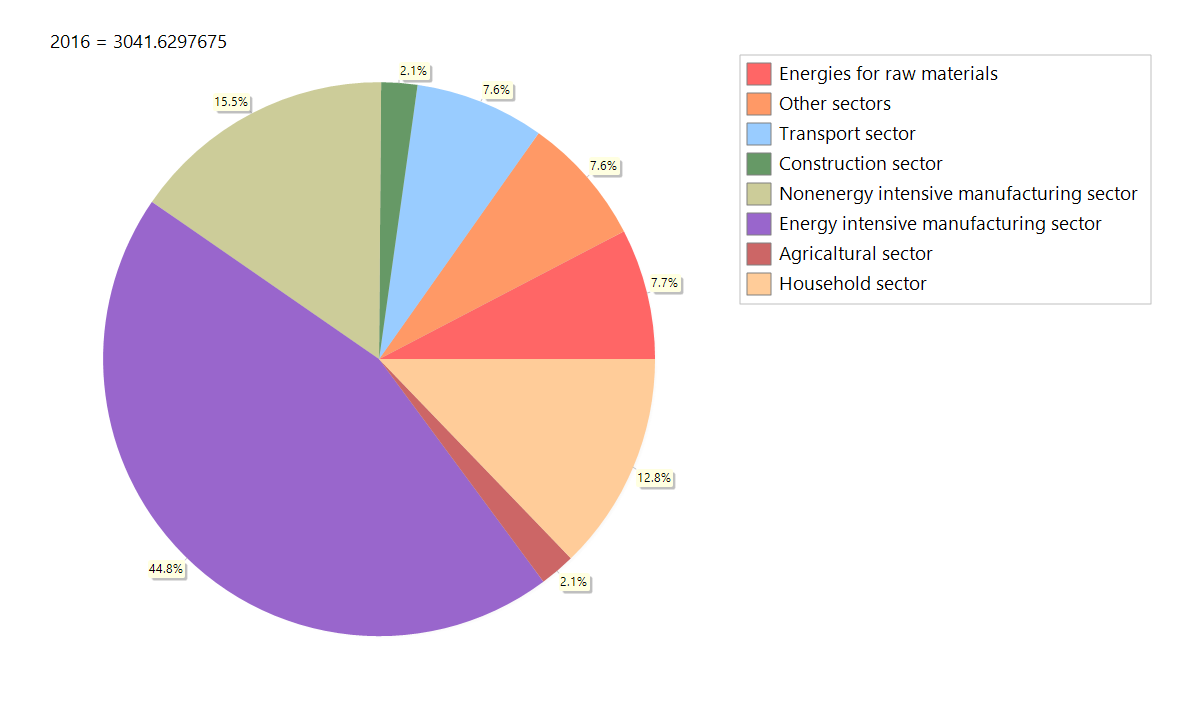 2016 = 3041.6297675
2.1%
7.6%
15.5%
7.6%
7.7%
12.8%
44.8%
2.1%
Energies for raw materials
Other sectors
Transport sector
Construction sector
Nonenergy intensive manufacturing sector
Energy intensive manufacturing sector
Agricaltural sector
Household sector